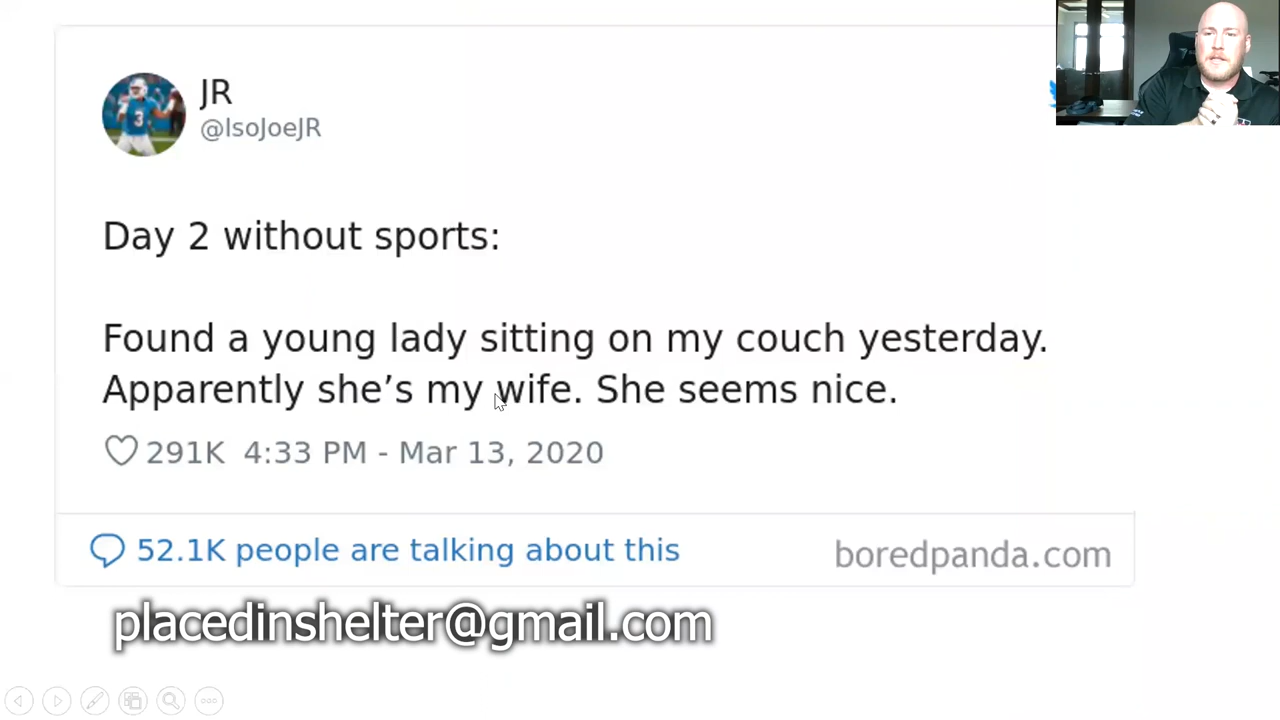 JR
@IsoJoeJR
Day 2 without sports:
Found a young lady sitting on my couch yesterday.
Apparently she’s my wife. She seems nice.
291K 4:33 PM - Mar 13, 2020
52.1K people are talking about this
boredpanda.com
placedinshelter@gmail.com